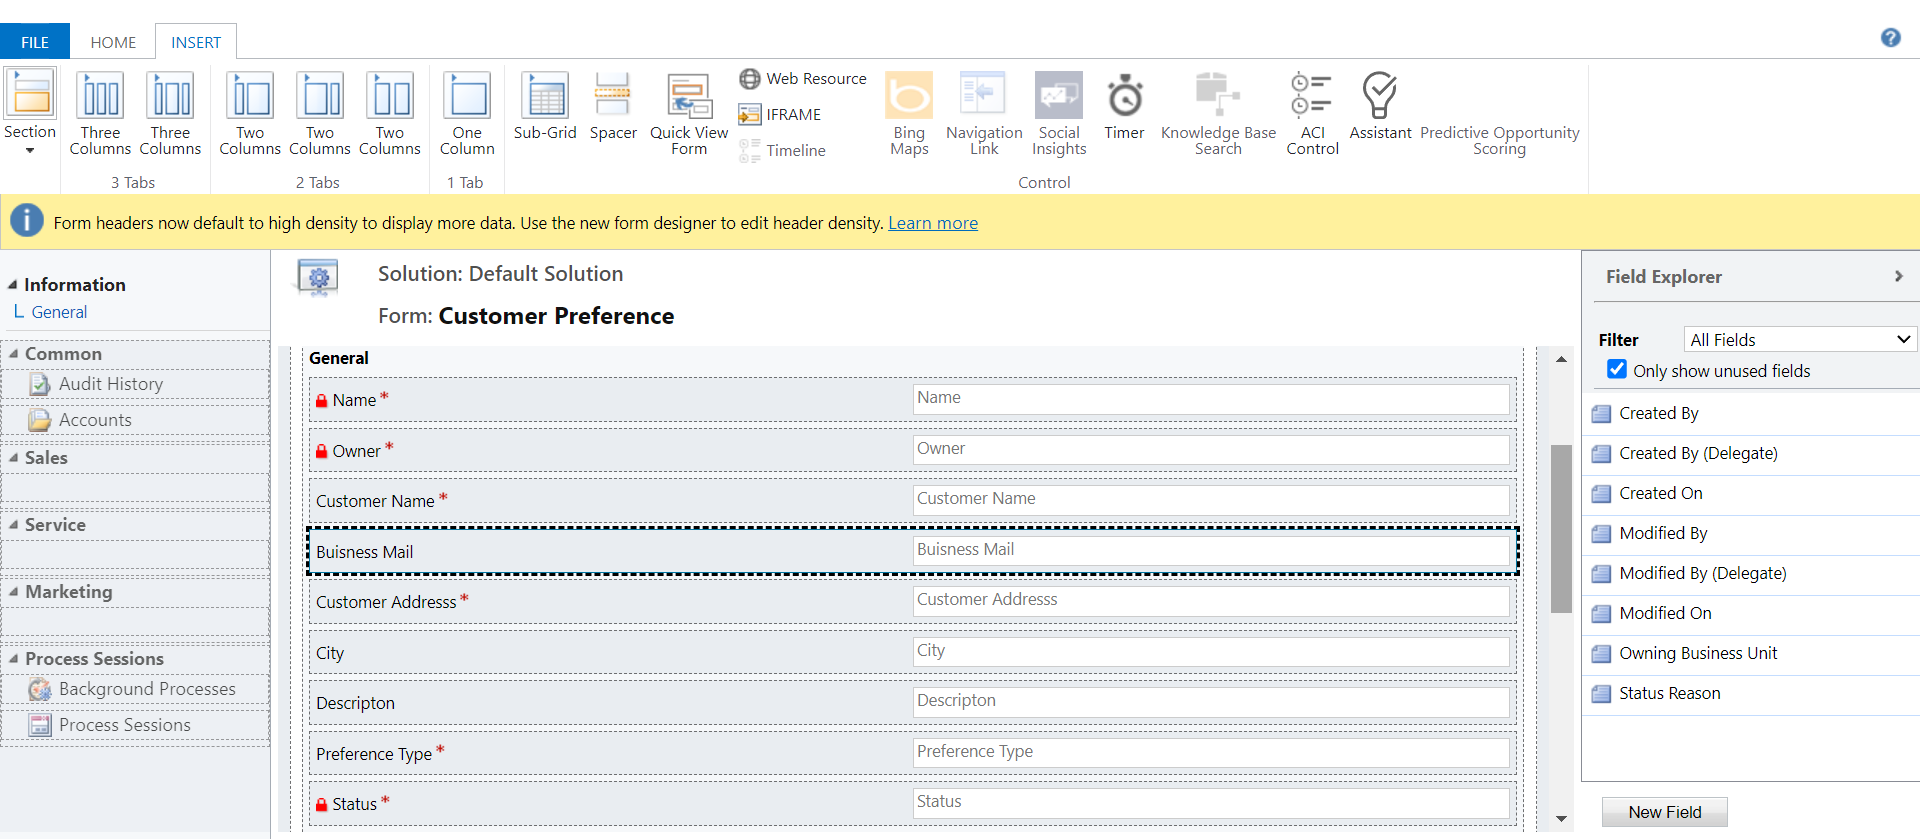 FILE
HOME
INSERT
Section
Three Columns
Three Columns
3 Tabs
Two Columns
Two Columns
Two Columns
2 Tabs
One Column
1 Tab
Sub-Grid
Spacer
Quick View Form
Web Resource
IFRAME
Timeline
Bing Maps
Navigation Link
Social Insights
Timer
Knowledge Base Search
ACI Control
Assistant
Predictive Opportunity Scoring
Control
Form headers now default to high density to display more data. Use the new form designer to edit header density. Learn more
Information
General
Common
Audit History
Accounts
Sales
Service
Marketing
Process Sessions
Background Processes
Process Sessions
Solution: Default Solution
Form: Customer Preference
General
Name * Name
Owner * Owner
Customer Name * Customer Name
Buisness Mail Buisness Mail
Customer Addresss * Customer Addresss
City City
Descripton Descripton
Preference Type * Preference Type
Status * Status
Field Explorer
Filter All Fields
Only show unused fields
Created By
Created By (Delegate)
Created On
Modified By
Modified By (Delegate)
Modified On
Owning Business Unit
Status Reason
New Field